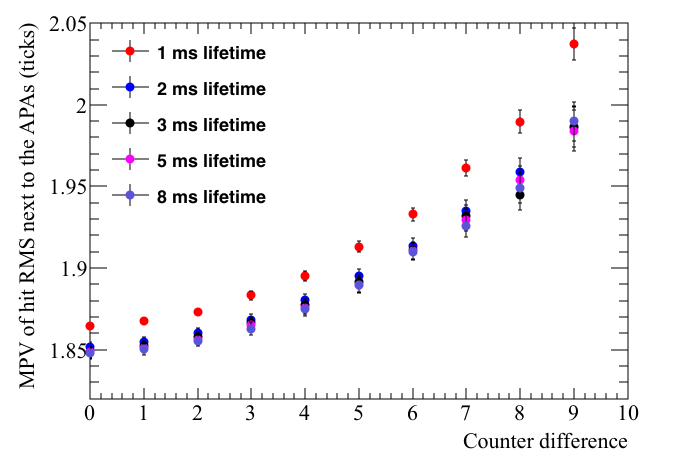 2.05
2
1.95
1.9
1.85
MPV of hit RMS next to the APAs (ticks)
1 ms lifetime
2 ms lifetime
3 ms lifetime
5 ms lifetime
8 ms lifetime
0 1 2 3 4 5 6 7 8 9 10
Counter difference